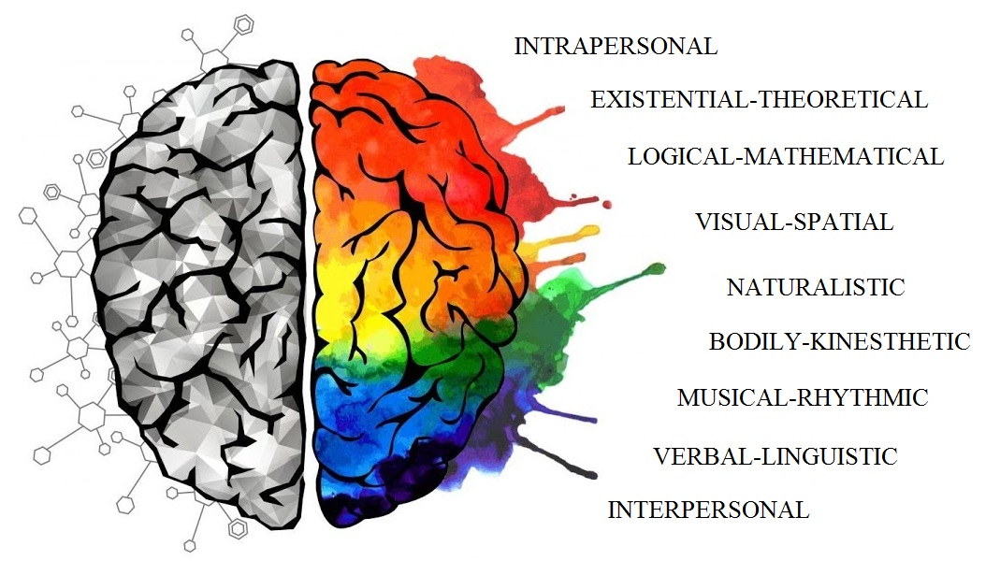 INTRAPERSONAL
EXISTENTIAL-THEORETICAL
LOGICAL-MATHEMATICAL
VISUAL-SPATIAL
NATURALISTIC
BODILY-KINESTHETIC
MUSICAL-RHYTHMIC
VERBAL-LINGUISTIC
INTERPERSONAL